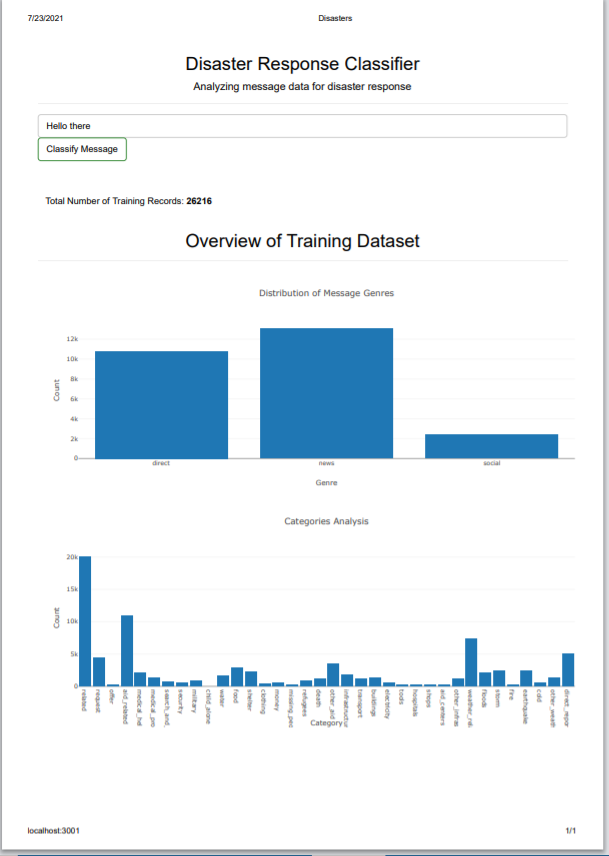 7/23/2021 Disasters
Disaster Response Classifier
Analyzing message data for disaster response
Hello there
Classify Message
Total Number of Training Records: 26216
Overview of Training Dataset
Distribution of Message Genres
12k
10k
8k
6k
4k
2k
0
Count
direct news social
Genre
Categories Analysis
20k
15k
10k
5k
0
Count
related
request
offer
aid_related
medical_hel
medical_pro
search_and_
security
military
child_alone
water
food
shelter
clothing
money
missing_peo
refugees
death
other_aid
infrastructur
transport
buildings
electricity
tools
hospitals
shops
aid_centers
other_infras
weather_rel
floods
storm
fire
earthquake
cold
other_weath
direct_repor
Category
localhost:3001 1/1